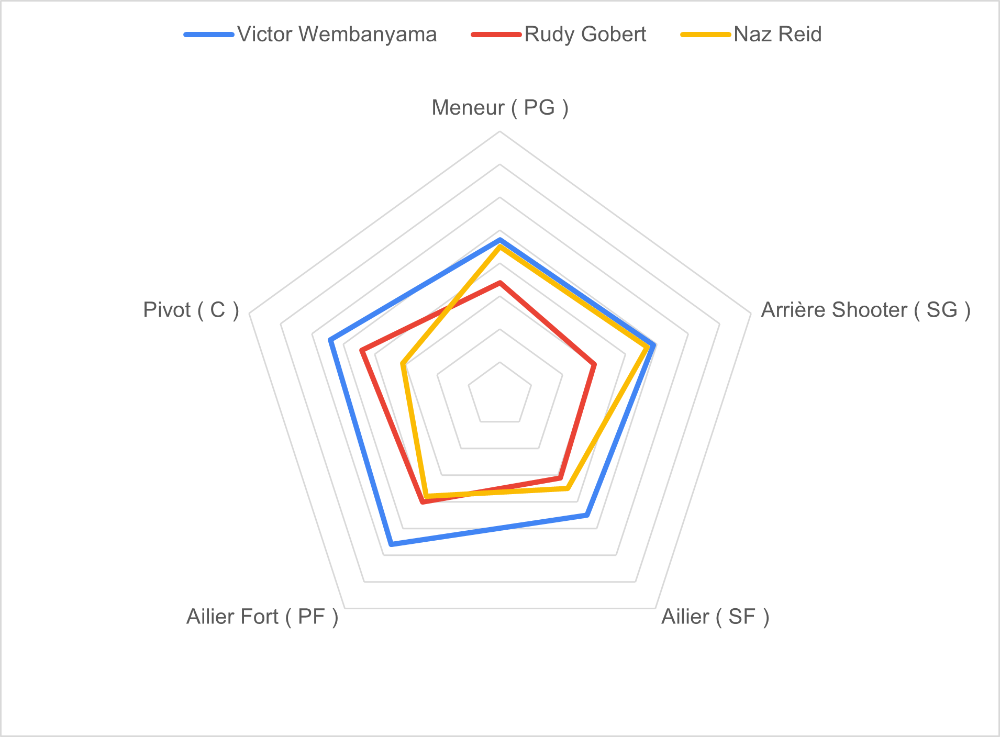 Victor Wembanyama
Rudy Gobert
Naz Reid
Meneur ( PG )
Pivot ( C )
Arrière Shooter ( SG )
Ailier Fort ( PF )
Ailier ( SF )